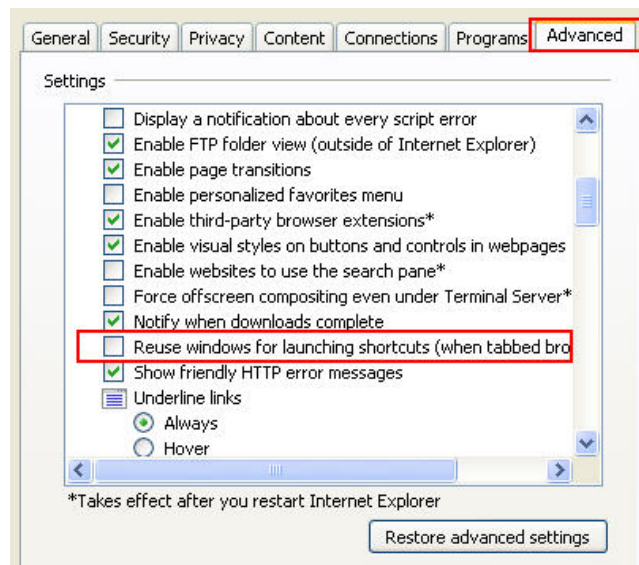 General Security Privacy Content Connections Programs Advanced
Settings
Display a notification about every script error
Enable FTP folder view (outside of Internet Explorer)
Enable page transitions
Enable personalized favorites menu
Enable third-party browser extensions*
Enable visual styles on buttons and controls in webpages
Enable websites to use the search pane*
Force offscreen compositing even under Terminal Server*
Notify when downloads complete
Reuse windows for launching shortcuts (when tabbed bro
Show friendly HTTP error messages
Underline links
Always
Hover
*Takes effect after you restart Internet Explorer
Restore advanced settings